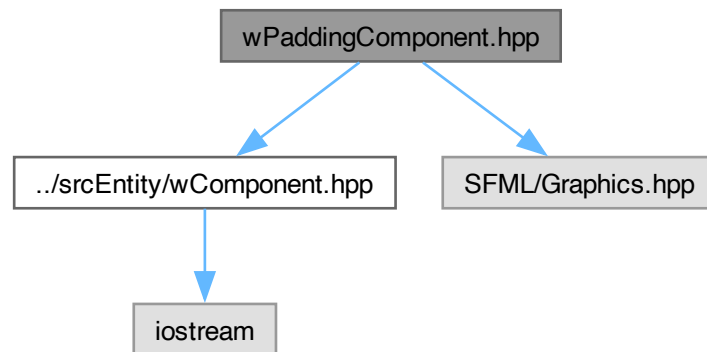 wPaddingComponent.hpp
../srcEntity/wComponent.hpp
SFML/Graphics.hpp
iostream